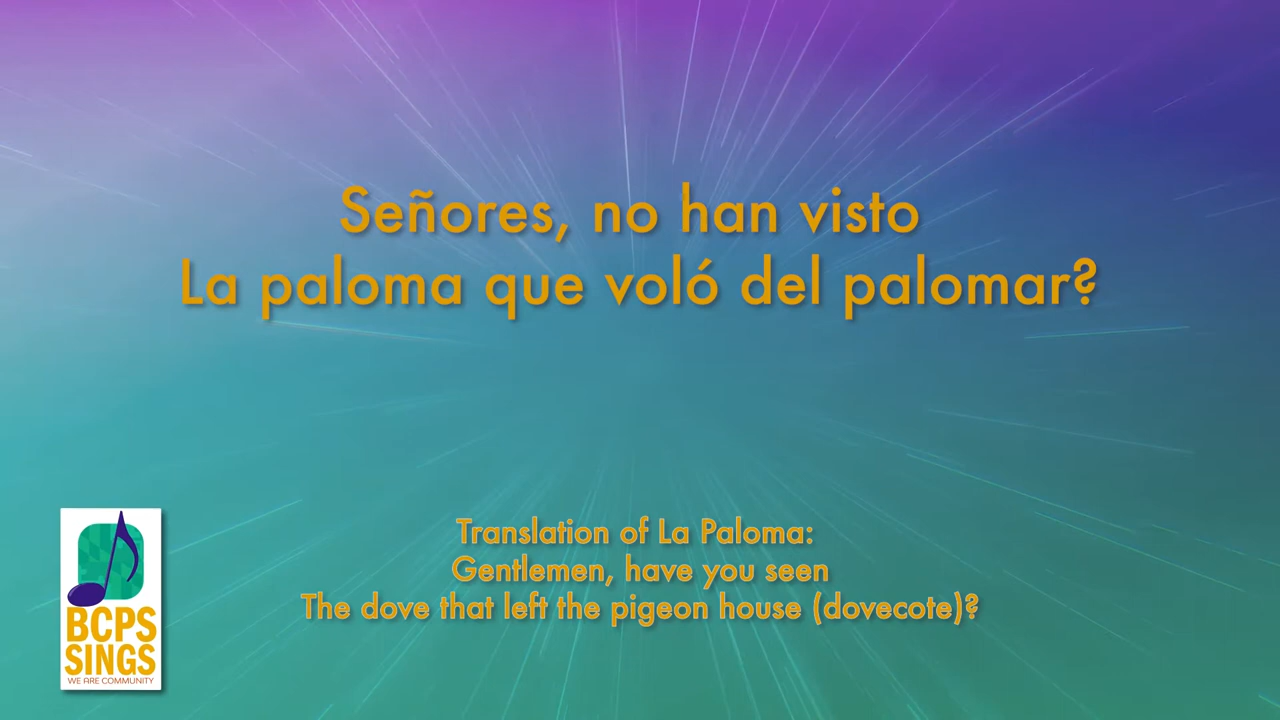 Señores, no han visto
La paloma que voló del palomar?
Translation of La Paloma:
Gentlemen, have you seen
The dove that left the pigeon house (dovecote)?
BCPS
SINGS
WE ARE COMMUNITY